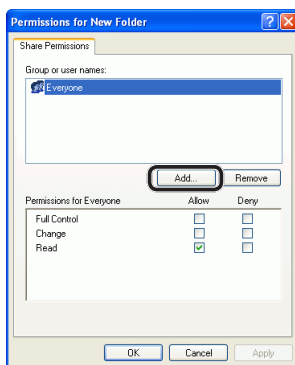 Permissions for New Folder
Share Permissions
Group or user names:
Everyone
Add... Remove
Permissions for Everyone Allow Deny
Full Control
Change
Read
OK Cancel Apply